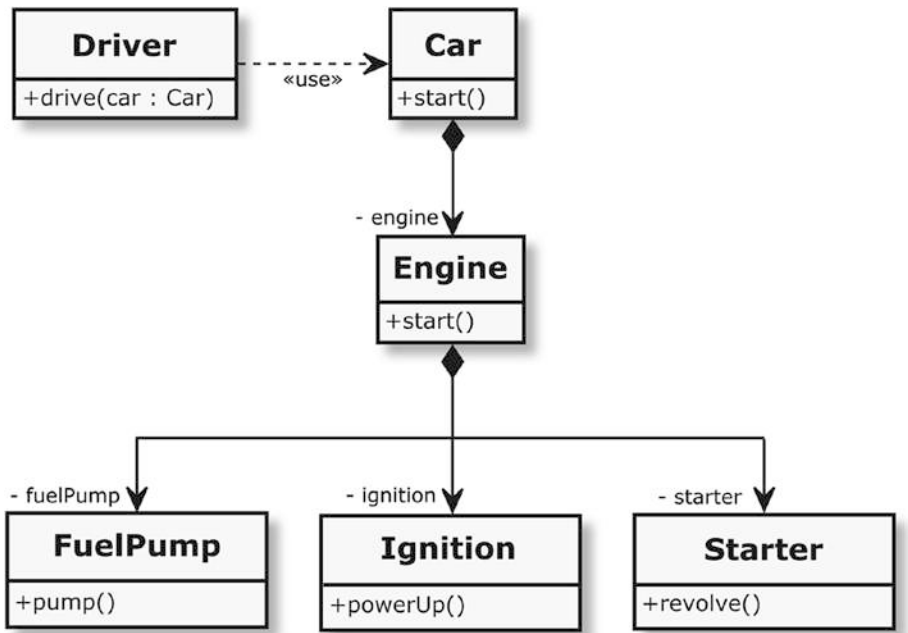 Driver
+drive(car : Car)
«use»
Car
+start()
- engine
Engine
+start()
- fuelPump
FuelPump
+pump()
- ignition
Ignition
+powerUp()
- starter
Starter
+revolve()